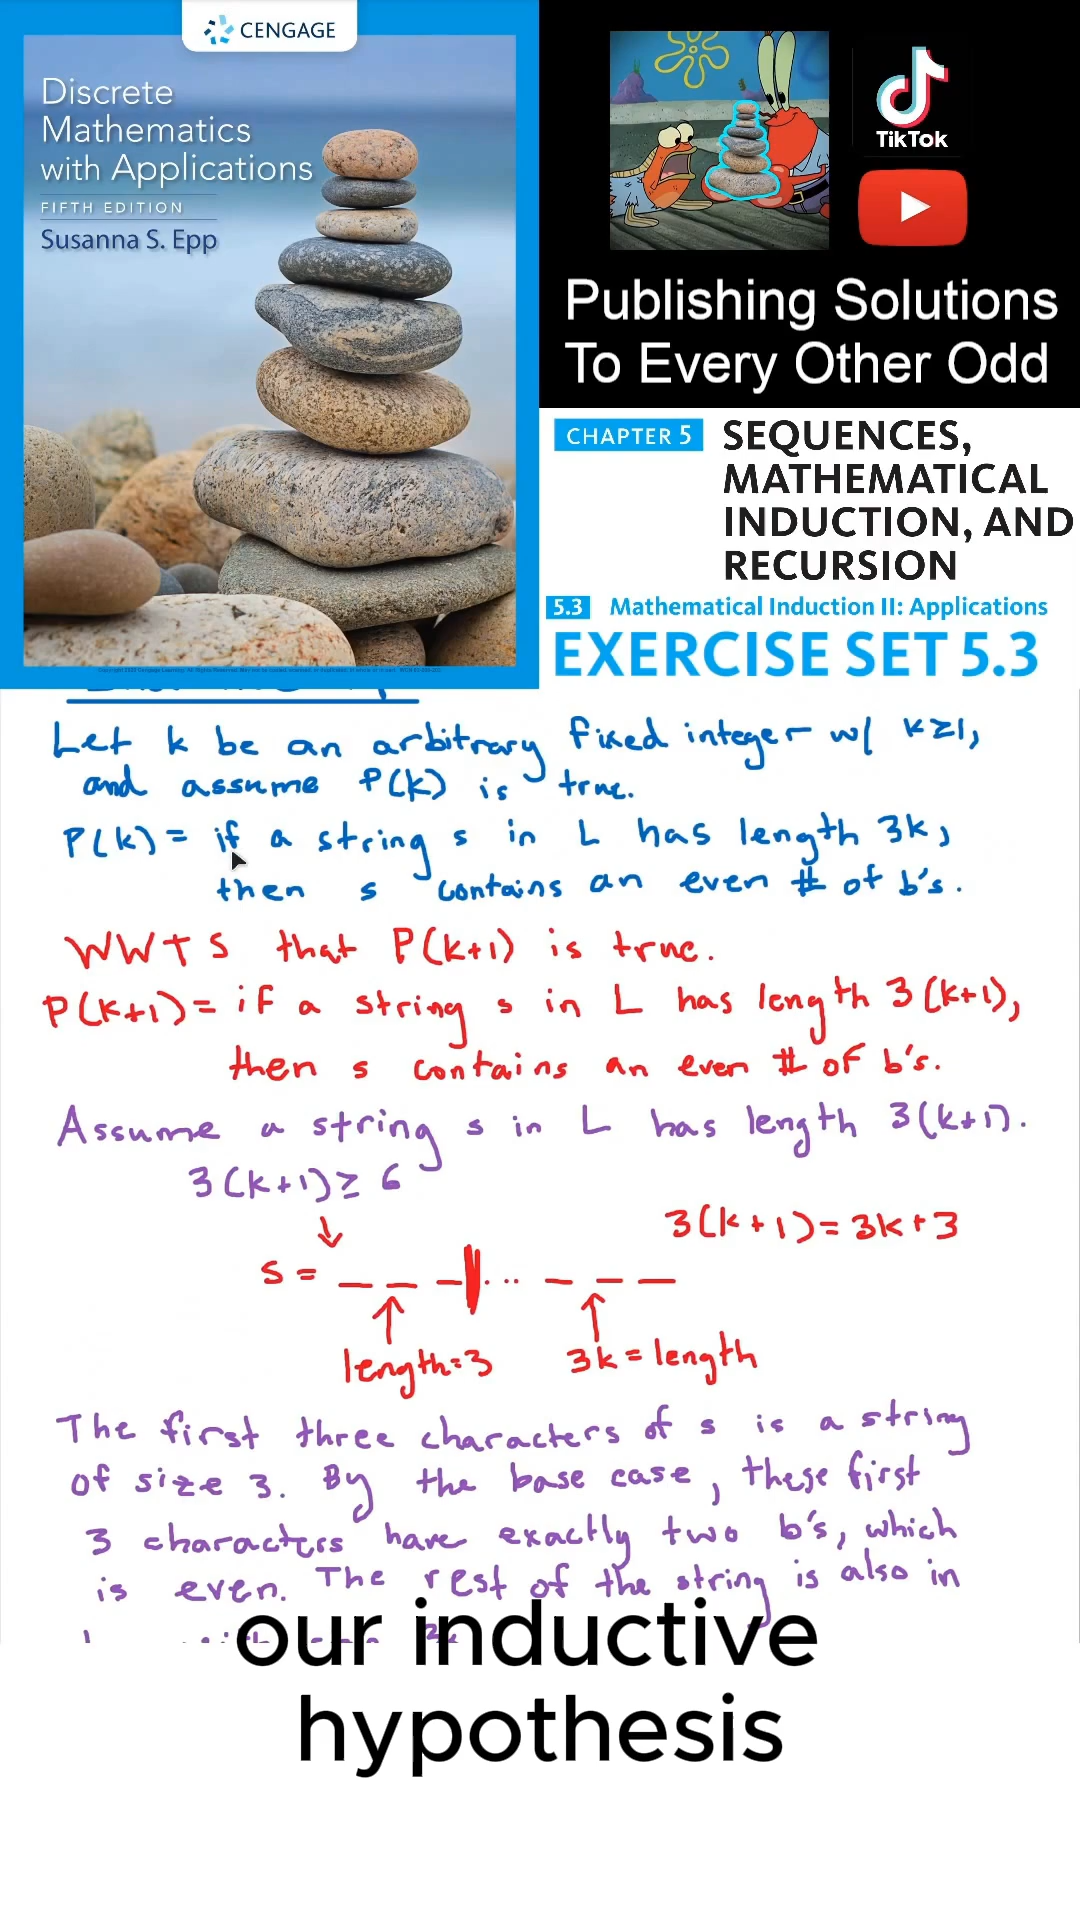 CENGAGE
Discrete
Mathematics
with Applications
FIFTH EDITION
Susanna S. Epp
TikTok
Publishing Solutions
To Every Other Odd
CHAPTER 5 SEQUENCES,
MATHEMATICAL
INDUCTION, AND
RECURSION
5.3 Mathematical Induction II: Applications
EXERCISE SET 5.3
Let k be an arbitrary fixed integer w/ k≥1,
and assume P(k) is true.
P(k) = if a string s in L has length 3k,
then s contains an even # of b's.
WWTS that P(k+1) is true.
P(k+1) = if a string s in L has length 3(k+1),
then s contains an even # of b's.
Assume a string s in L has length 3(k+1).
3(k+1) ≥ 6
3(k+1) = 3k+3
s = _ _ _ | ... _ _ _
length=3 3k = length
The first three characters of s is a string
of size 3. By the base case, these first
3 characters have exactly two b's, which
is even. The rest of the string is also in
our inductive
hypothesis